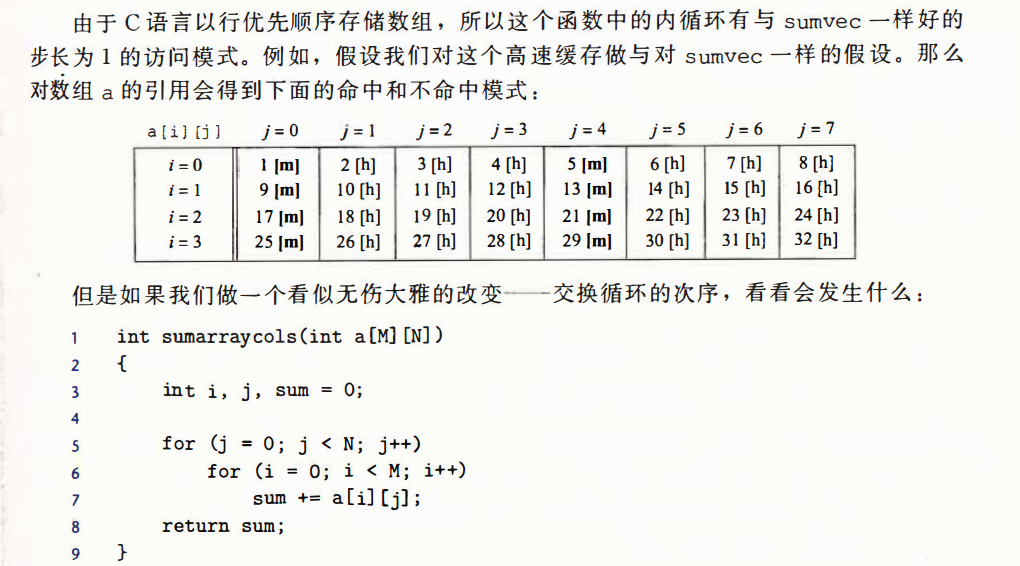 由于 C 语言以行优先顺序存储数组，所以这个函数中的内循环有与 sumvec 一样好的
步长为 1 的访问模式。例如，假设我们对这个高速缓存做与对 sumvec 一样的假设。那么
对数组 a 的引用会得到下面的命中和不命中模式：
a[i][j] j=0 j=1 j=2 j=3 j=4 j=5 j=6 j=7
i=0 1 [m] 2 [h] 3 [h] 4 [h] 5 [m] 6 [h] 7 [h] 8 [h]
i=1 9 [m] 10 [h] 11 [h] 12 [h] 13 [m] 14 [h] 15 [h] 16 [h]
i=2 17 [m] 18 [h] 19 [h] 20 [h] 21 [m] 22 [h] 23 [h] 24 [h]
i=3 25 [m] 26 [h] 27 [h] 28 [h] 29 [m] 30 [h] 31 [h] 32 [h]
但是如果我们做一个看似无伤大雅的改变——交换循环的次序，看看会发生什么：
1 int sumarraycols(int a[M][N])
2 {
3 int i, j, sum = 0;
4
5 for (j = 0; j < N; j++)
6 for (i = 0; i < M; i++)
7 sum += a[i][j];
8 return sum;
9 }